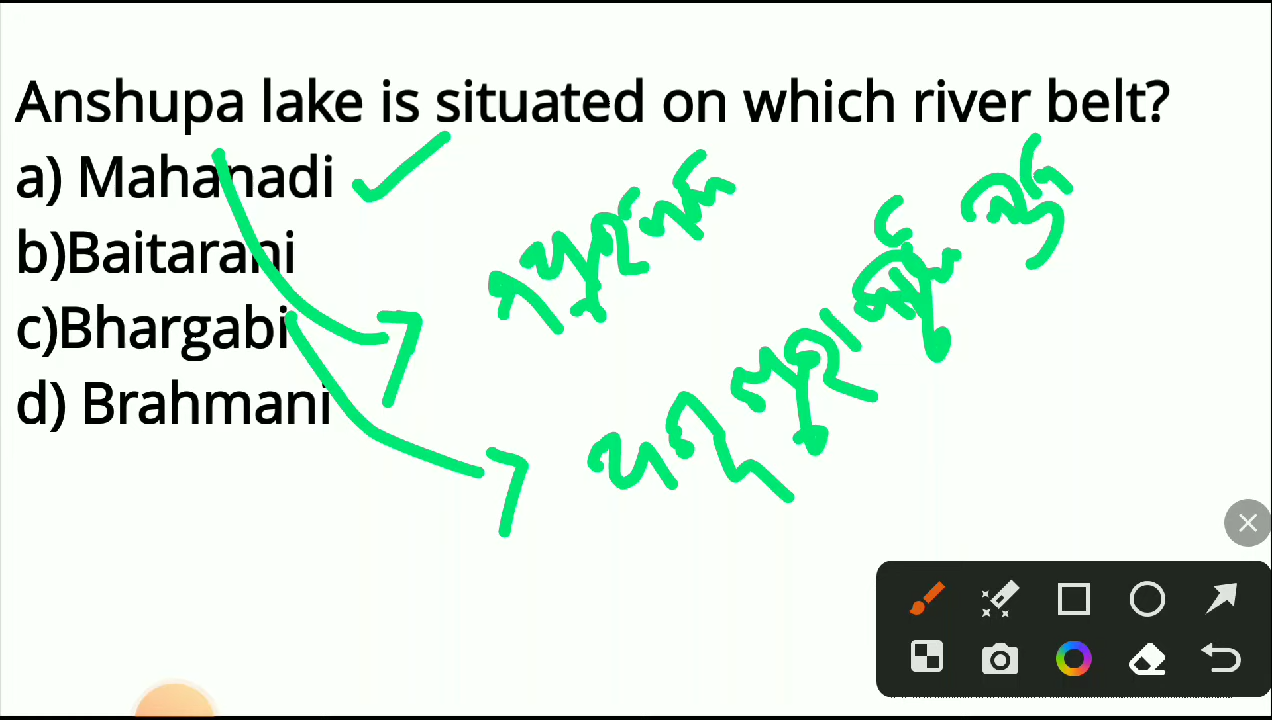 Anshupa lake is situated on which river belt?
a) Mahanadi
b)Baitarani
c)Bhargabi
d) Brahmani